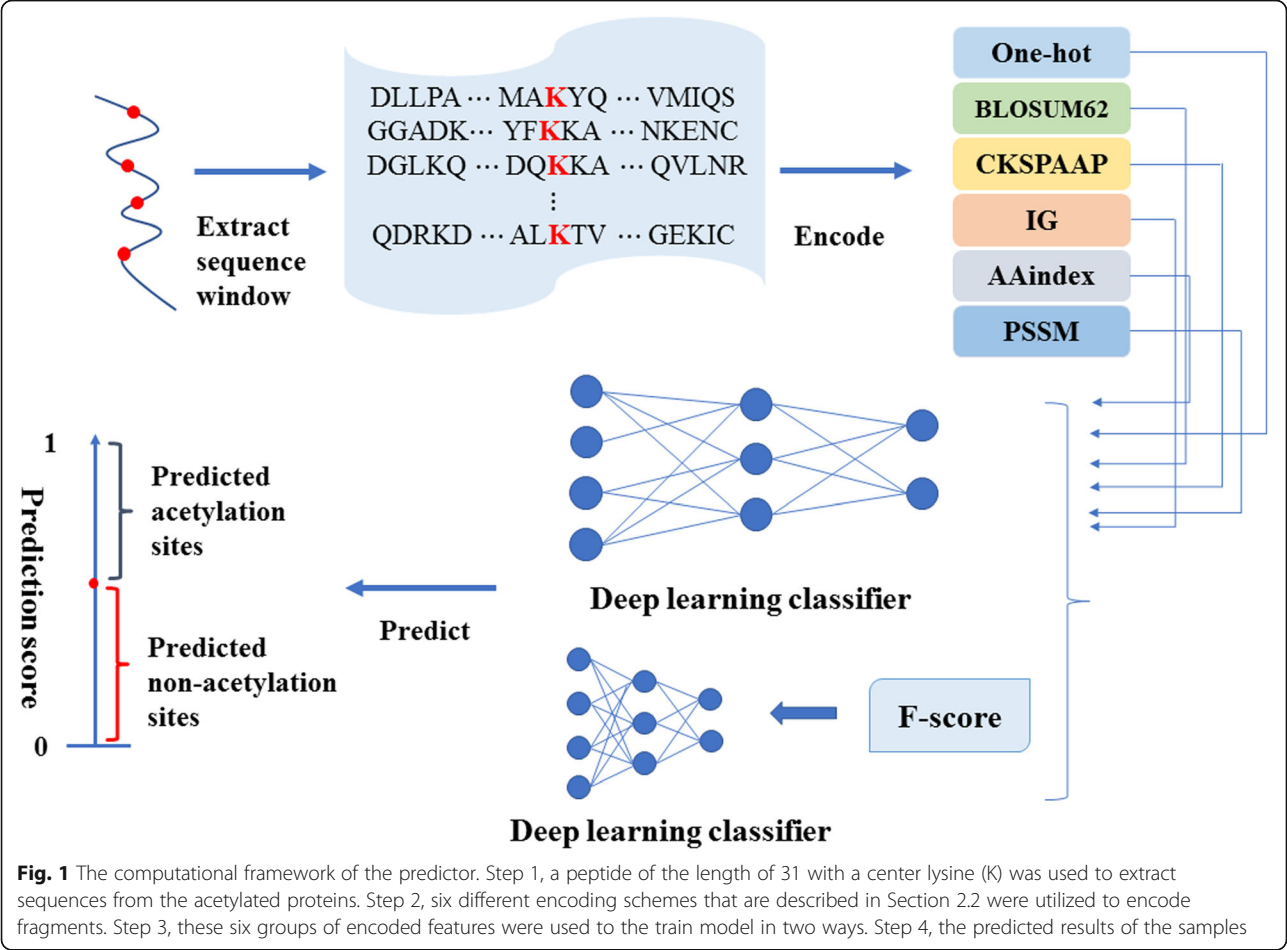 Extract
sequence
window
DLLPA ··· MAKYQ ··· VMIQS
GGADK··· YFKKA ··· NKENC
DGLKQ ··· DQKKA ··· QVLNR
⋮
QDRKD ··· ALKTV ··· GEKIC
Encode
One-hot
BLOSUM62
CKSPAAP
IG
AAindex
PSSM
Deep learning classifier
F-score
Deep learning classifier
Predict
Prediction score
1
0
Predicted
acetylation
sites
Predicted
non-acetylation
sites
Fig. 1 The computational framework of the predictor. Step 1, a peptide of the length of 31 with a center lysine (K) was used to extract
sequences from the acetylated proteins. Step 2, six different encoding schemes that are described in Section 2.2 were utilized to encode
fragments. Step 3, these six groups of encoded features were used to the train model in two ways. Step 4, the predicted results of the samples